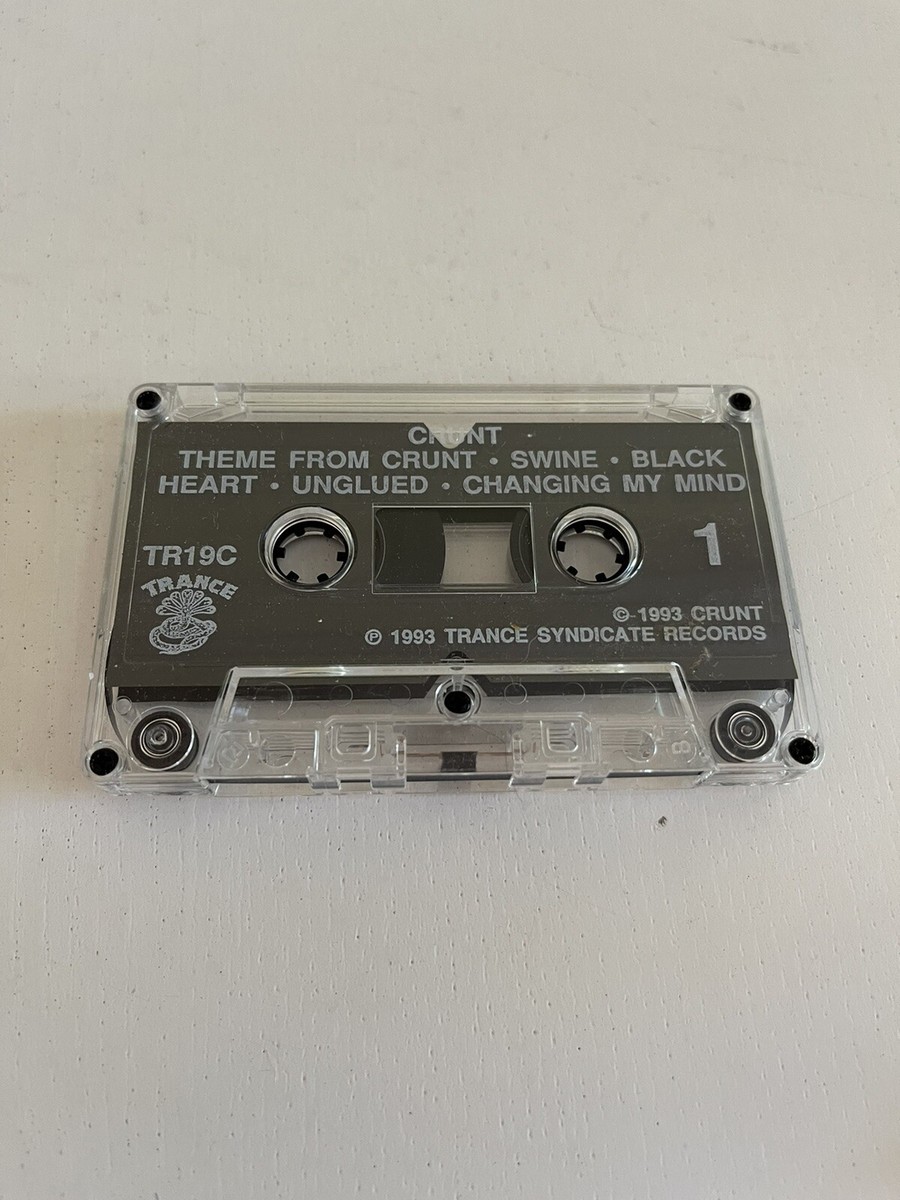 CRUNT
THEME FROM CRUNT • SWINE • BLACK
HEART • UNGLUED • CHANGING MY MIND
TR19C
1
TRANCE
© 1993 CRUNT
℗ 1993 TRANCE SYNDICATE RECORDS